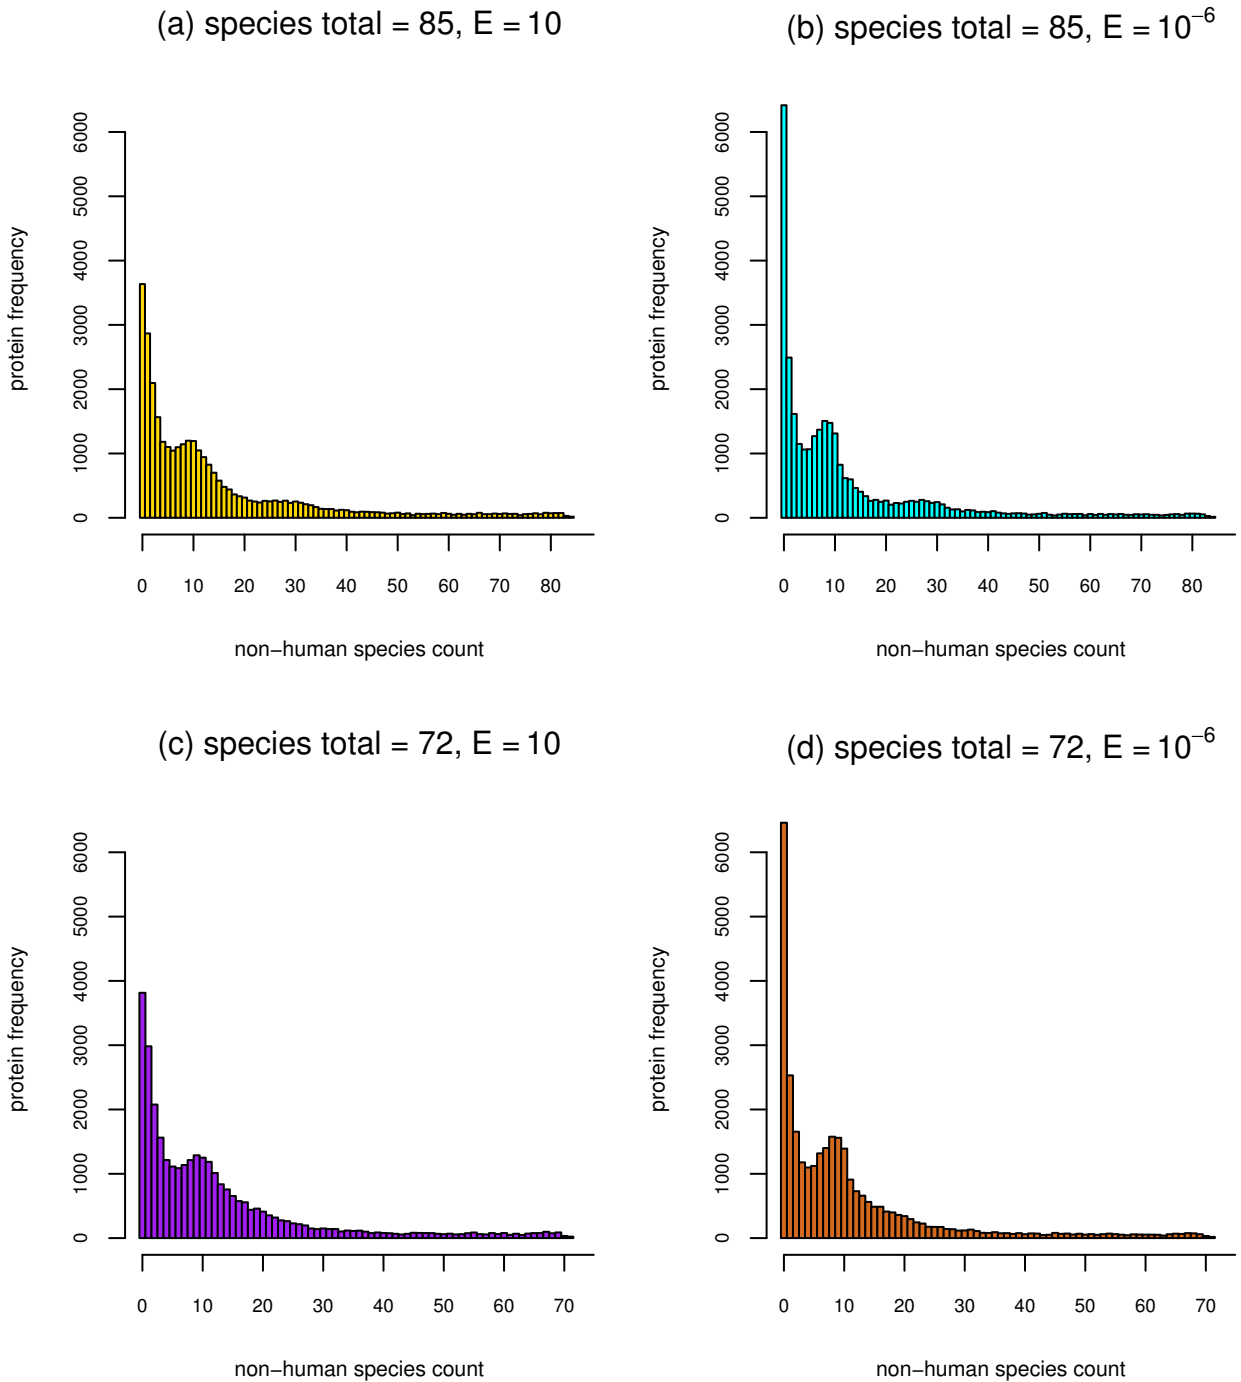 (a) species total = 85, E = 10
protein frequency
6000
5000
4000
3000
2000
1000
0
0 10 20 30 40 50 60 70 80
non−human species count
(b) species total = 85, E = 10⁻⁶
protein frequency
6000
5000
4000
3000
2000
1000
0
0 10 20 30 40 50 60 70 80
non−human species count
(c) species total = 72, E = 10
protein frequency
6000
5000
4000
3000
2000
1000
0
0 10 20 30 40 50 60 70
non−human species count
(d) species total = 72, E = 10⁻⁶
protein frequency
6000
5000
4000
3000
2000
1000
0
0 10 20 30 40 50 60 70
non−human species count